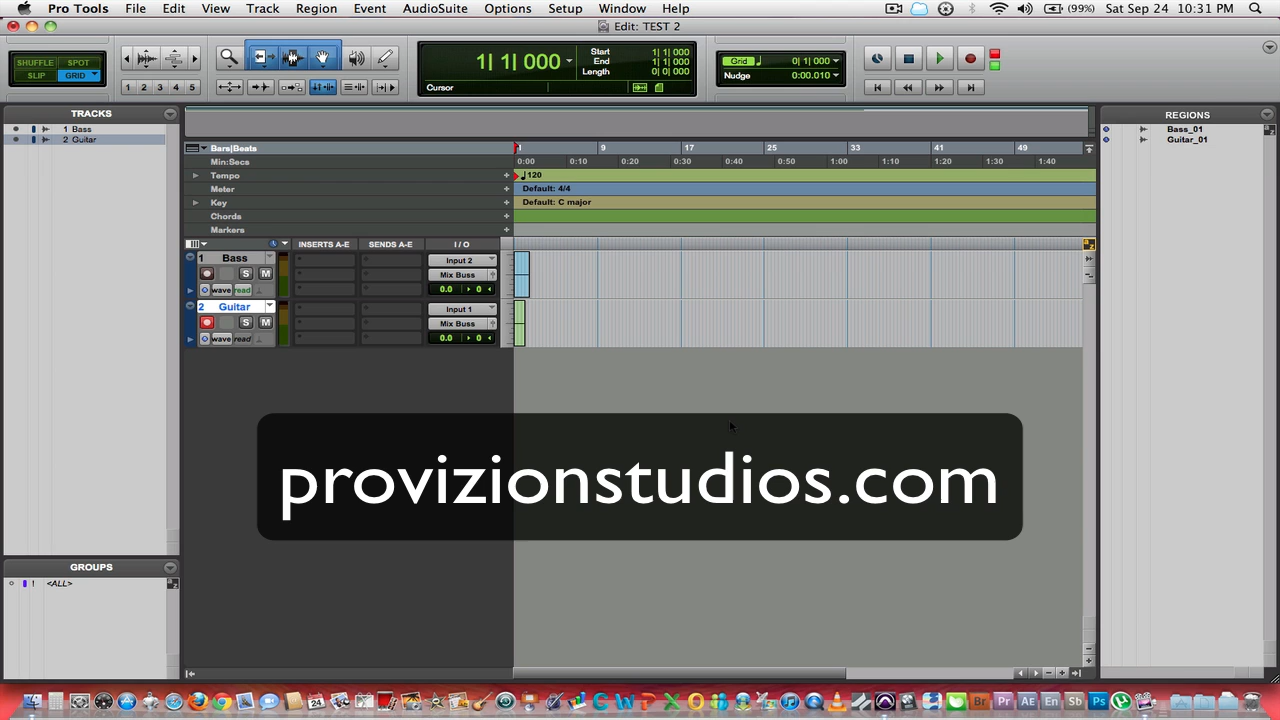 Pro Tools File Edit View Track Region Event AudioSuite Options Setup Window Help (99%) Sat Sep 24 10:31 PM
Edit: TEST 2
SHUFFLE SPOT
SLIP GRID
1 2 3 4 5
1| 1| 000
Start 1| 1| 000
End 1| 1| 000
Length 0| 0| 000
Cursor
Grid 0| 1| 000
Nudge 0:00.010
TRACKS
1 Bass
2 Guitar
REGIONS
Bass_01
Guitar_01
Bars|Beats 1 9 17 25 33 41 49
Min:Secs 0:00 0:10 0:20 0:30 0:40 0:50 1:00 1:10 1:20 1:30 1:40
Tempo 120
Meter Default: 4/4
Key Default: C major
Chords
Markers
INSERTS A-E SENDS A-E I / O
1 Bass Input 2
S M Mix Buss
wave read 0.0 0
2 Guitar Input 1
S M Mix Buss
wave read 0.0 0
provizionstudios.com
GROUPS
! <ALL>
Br Pr AE En Sb Ps